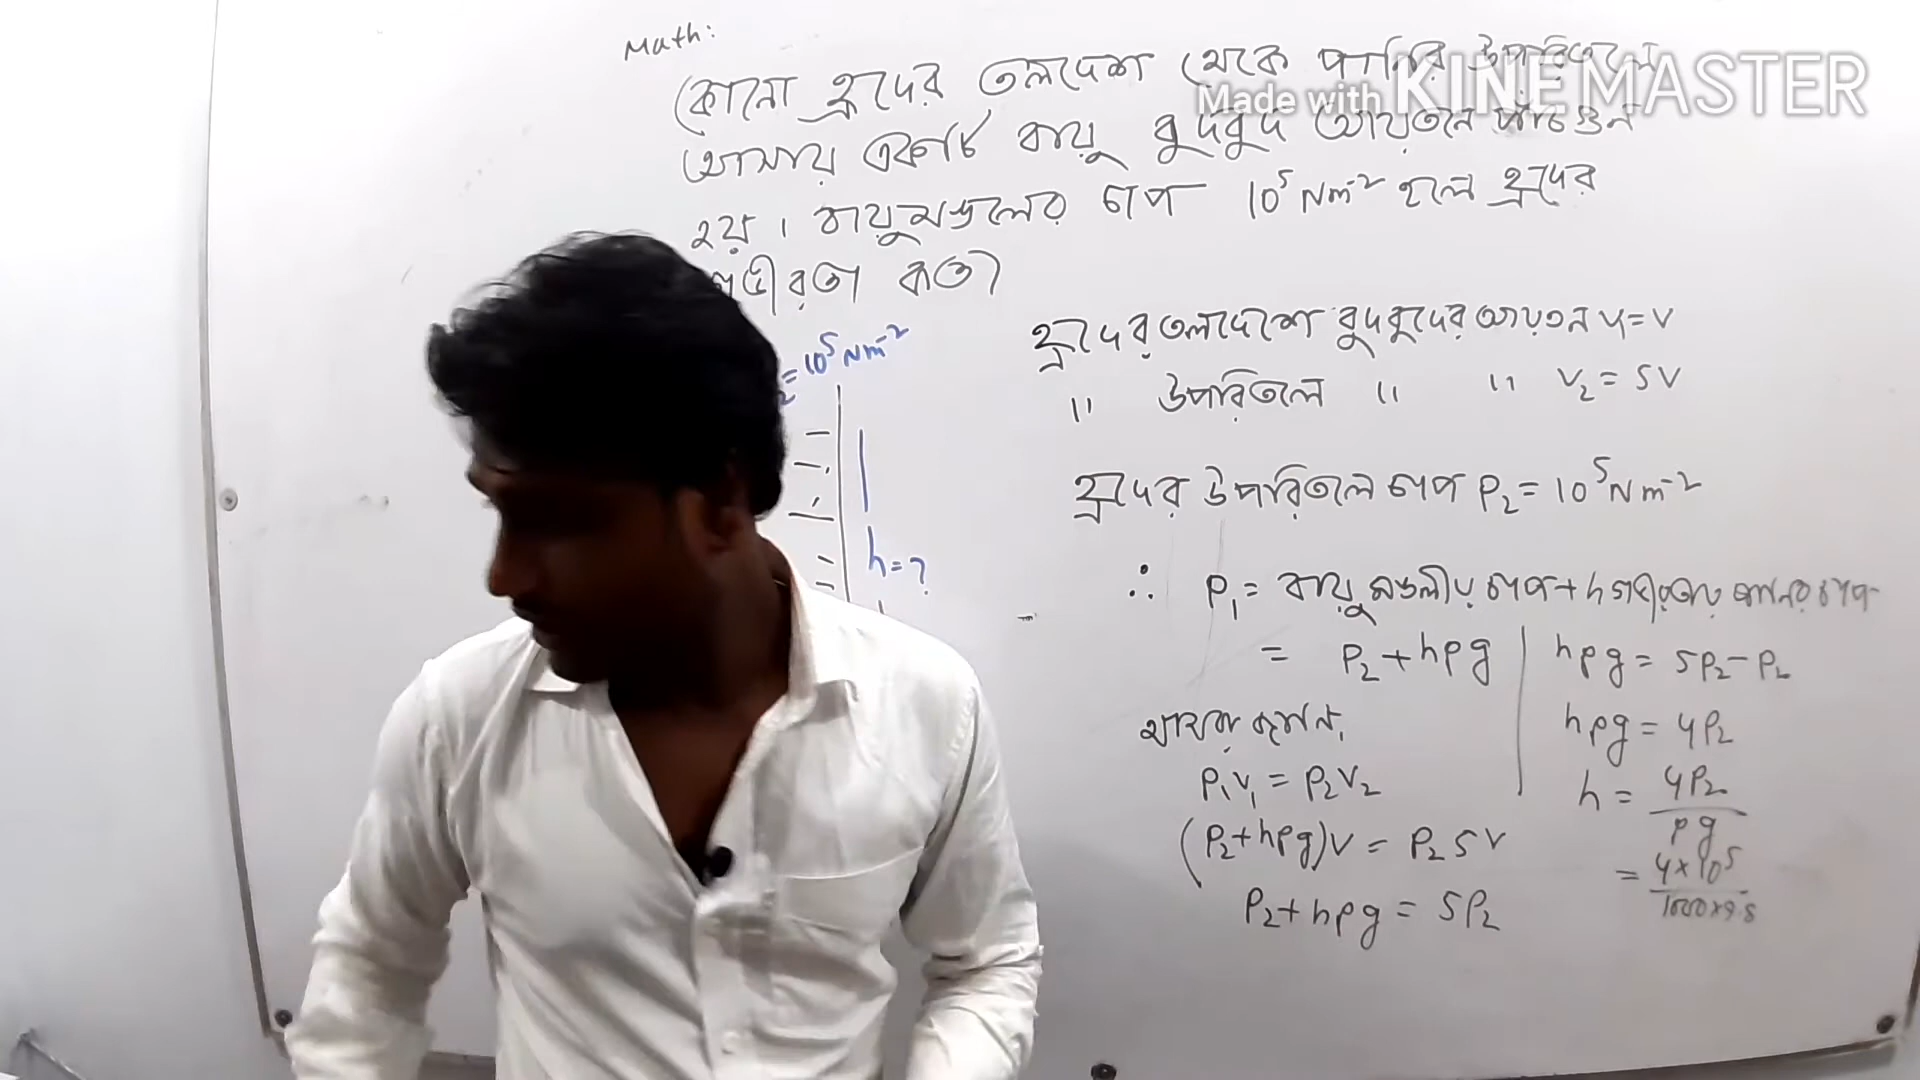 Math:
কোনো হ্রদের তলদেশ থেকে পানির উপরিতলে
Made with KINEMASTER
আসায় একটি বায়ু বুদবুদ আয়তনে পাঁচগুন
হয়। বায়ুমণ্ডলের চাপ 10⁵ Nm⁻² হলে হ্রদের
গভীরতা কত?
= 10⁵ Nm⁻²
h = ?
হ্রদের তলদেশে বুদবুদের আয়তন V₁ = V
" উপরিতলে " " V₂ = 5V
হ্রদের উপরিতলে চাপ P₂ = 10⁵ Nm⁻²
∴ P₁ = বায়ুমণ্ডলীয় চাপ + h গভীরতায় পানির চাপ
= P₂ + hρg
আমরা জানি,
P₁V₁ = P₂V₂
(P₂ + hρg)V = P₂ 5V
P₂ + hρg = 5P₂
hρg = 5P₂ - P₂
hρg = 4P₂
h = 4P₂ / ρg
= 4 × 10⁵ / 1000 × 9.8